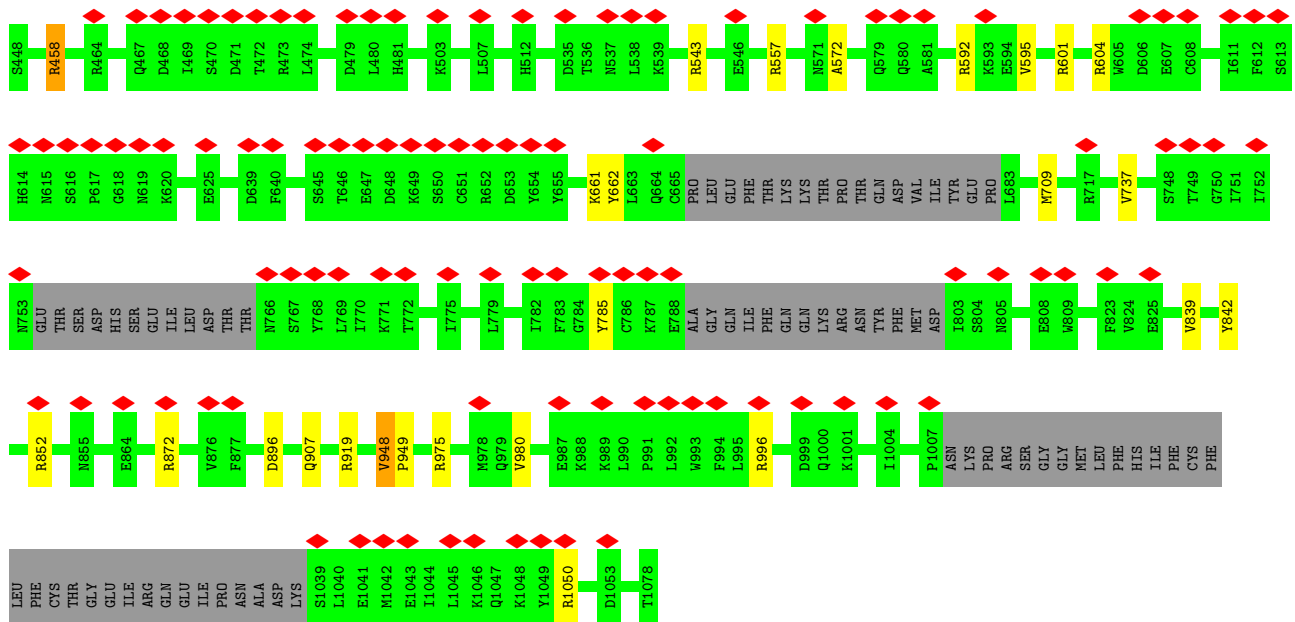 S448 R458 R464 Q467 D468 I469 S470 D471 T472 R473 L474 D479 L480 H481 K503 L507 H512 D535 T536 N537 L538 K539 R543 E546 R557 N571 A572 Q579 Q580 A581 R592 K593 E594 V595 R601 R604 W605 D606 E607 C608 I611 F612 S613
H614 N615 S616 P617 G618 N619 K620 E625 D639 F640 S645 T646 E647 D648 K649 S650 C651 R652 D653 Y654 Y655 K661 Y662 L663 Q664 C665 PRO LEU GLU PHE THR LYS LYS THR PRO THR GLN ASP VAL ILE TYR GLU PRO L683 M709 R717 V737 S748 T749 G750 I751 I752
N753 GLU THR SER ASP HIS SER GLU ILE LEU ASP THR THR N766 S767 Y768 L769 I770 K771 T772 I775 L779 I782 F783 G784 Y785 C786 K787 E788 ALA GLY GLN ILE PHE GLN GLN LYS ARG ASN TYR PHE MET ASP I803 S804 N805 E808 W809 F823 V824 E825 V839 Y842
R852 N855 E864 R872 V876 F877 D896 Q907 R919 V948 P949 R975 M978 Q979 V980 E987 K988 K989 L990 P991 L992 W993 F994 L995 R996 D999 Q1000 K1001 I1004 P1007 ASN LYS PRO ARG SER GLY GLY MET LEU PHE HIS ILE PHE CYS PHE
LEU PHE CYS THR GLY GLU ILE ARG GLN GLU ILE PRO ASN ALA ASP LYS S1039 L1040 E1041 M1042 E1043 I1044 L1045 K1046 Q1047 K1048 Y1049 R1050 D1053 T1078